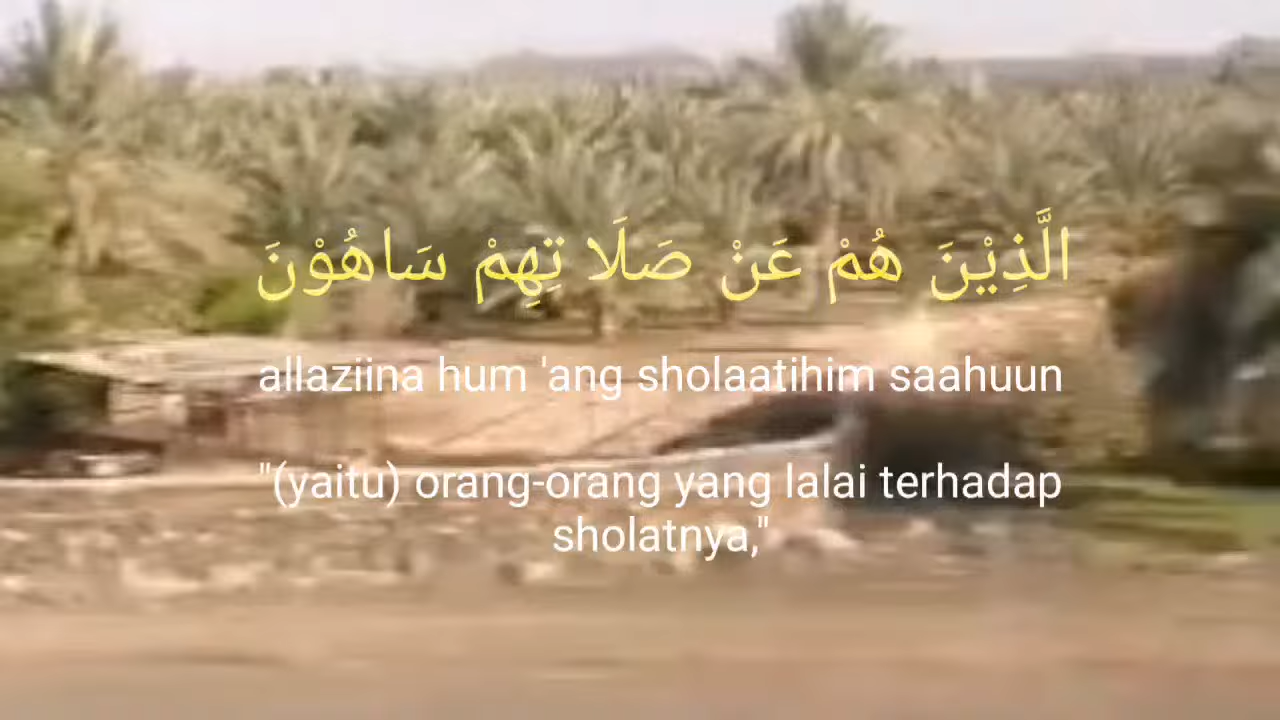 الَّذِيْنَ هُمْ عَنْ صَلَا تِهِمْ سَاهُوْنَ
allaziina hum 'ang sholaatihim saahuun
"(yaitu) orang-orang yang lalai terhadap
sholatnya,"